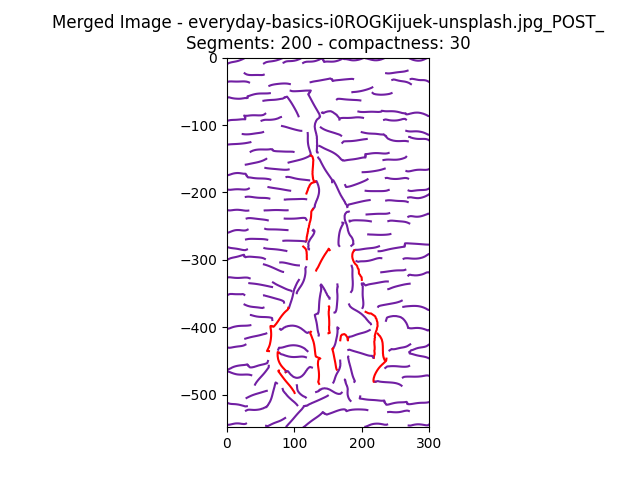 Merged Image - everyday-basics-i0ROGKijuek-unsplash.jpg_POST_
Segments: 200 - compactness: 30
0
−100
−200
−300
−400
−500
0 100 200 300